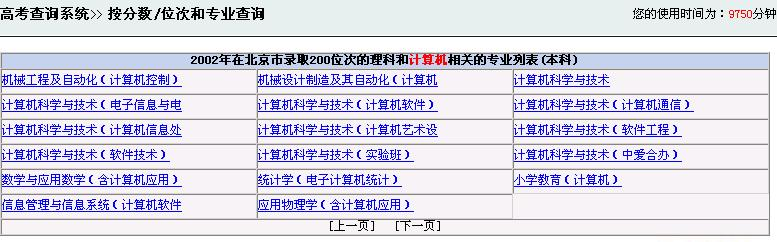 高考查询系统>> 按分数/位次和专业查询 您的使用时间为：9750分钟
2002年在北京市录取200位次的理科和计算机相关的专业列表(本科)
机械工程及自动化(计算机控制) 机械设计制造及其自动化(计算机 计算机科学与技术
计算机科学与技术(电子信息与电 计算机科学与技术(计算机软件) 计算机科学与技术(计算机通信)
计算机科学与技术(计算机信息处 计算机科学与技术(计算机艺术设 计算机科学与技术(软件工程)
计算机科学与技术(软件技术) 计算机科学与技术(实验班) 计算机科学与技术(中爱合办)
数学与应用数学(含计算机应用) 统计学(电子计算机统计) 小学教育(计算机)
信息管理与信息系统(计算机软件 应用物理学(含计算机应用)
[上一页] [下一页]